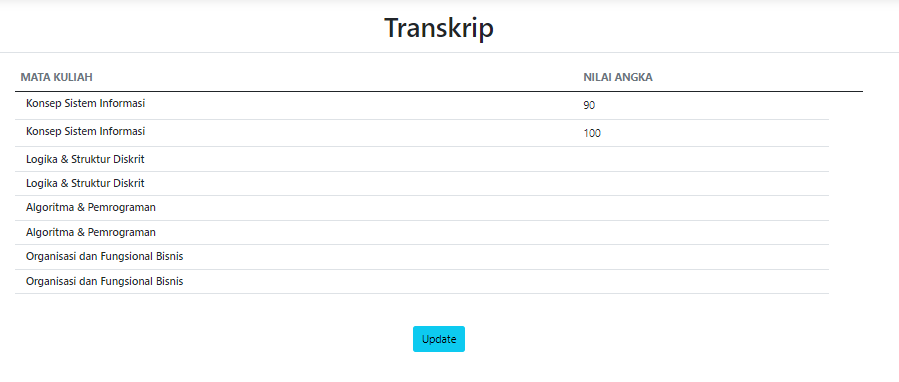 Transkrip
MATA KULIAH NILAI ANGKA
Konsep Sistem Informasi 90
Konsep Sistem Informasi 100
Logika & Struktur Diskrit
Logika & Struktur Diskrit
Algoritma & Pemrograman
Algoritma & Pemrograman
Organisasi dan Fungsional Bisnis
Organisasi dan Fungsional Bisnis
Update